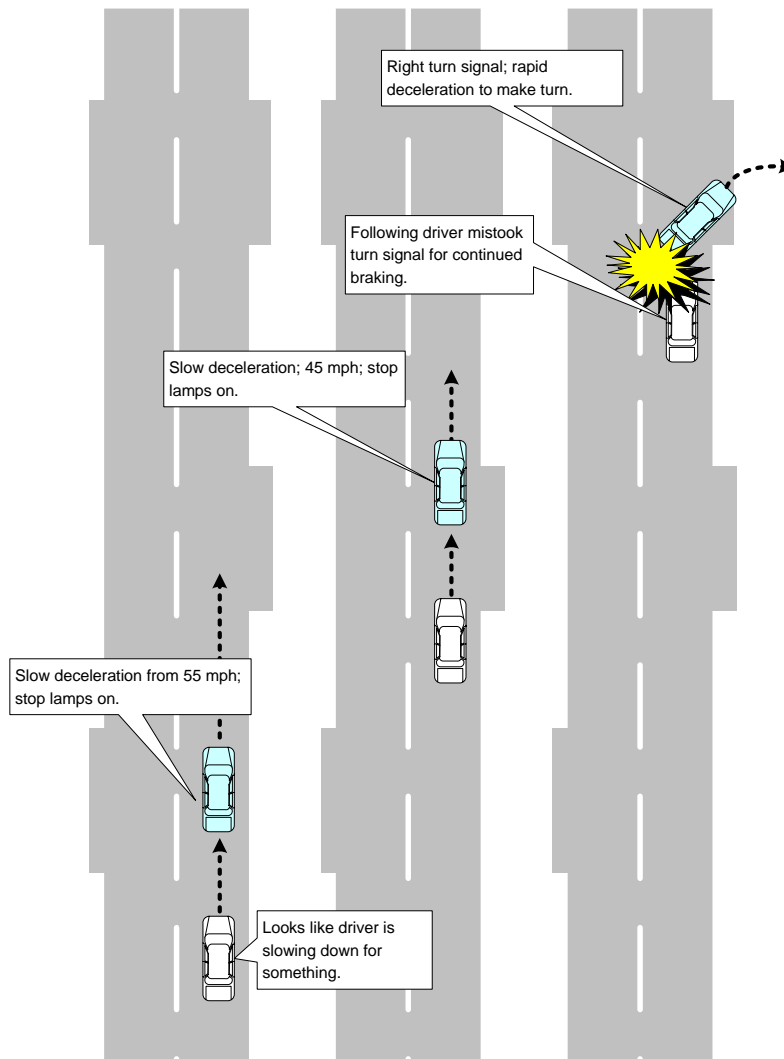 Right turn signal; rapid
deceleration to make turn.
Following driver mistook
turn signal for continued
braking.
Slow deceleration; 45 mph; stop
lamps on.
Slow deceleration from 55 mph;
stop lamps on.
Looks like driver is
slowing down for
something.